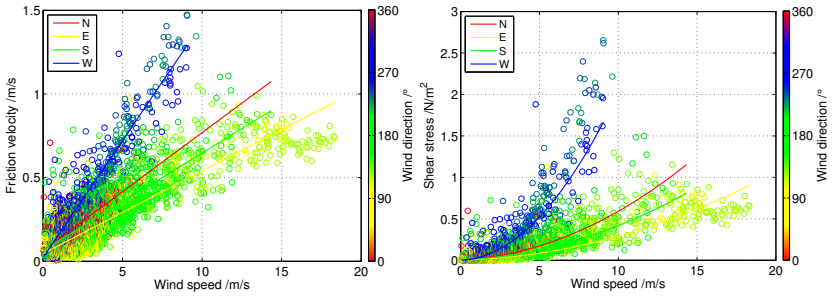 1.5
1
0.5
0
0
5
10
15
20
Friction velocity /m/s
Wind speed /m/s
N
E
S
W
360
270
180
90
0
Wind direction /°
3
2.5
2
1.5
1
0.5
0
0
5
10
15
20
Shear stress /N/m²
Wind speed /m/s
N
E
S
W
360
270
180
90
0
Wind direction /°